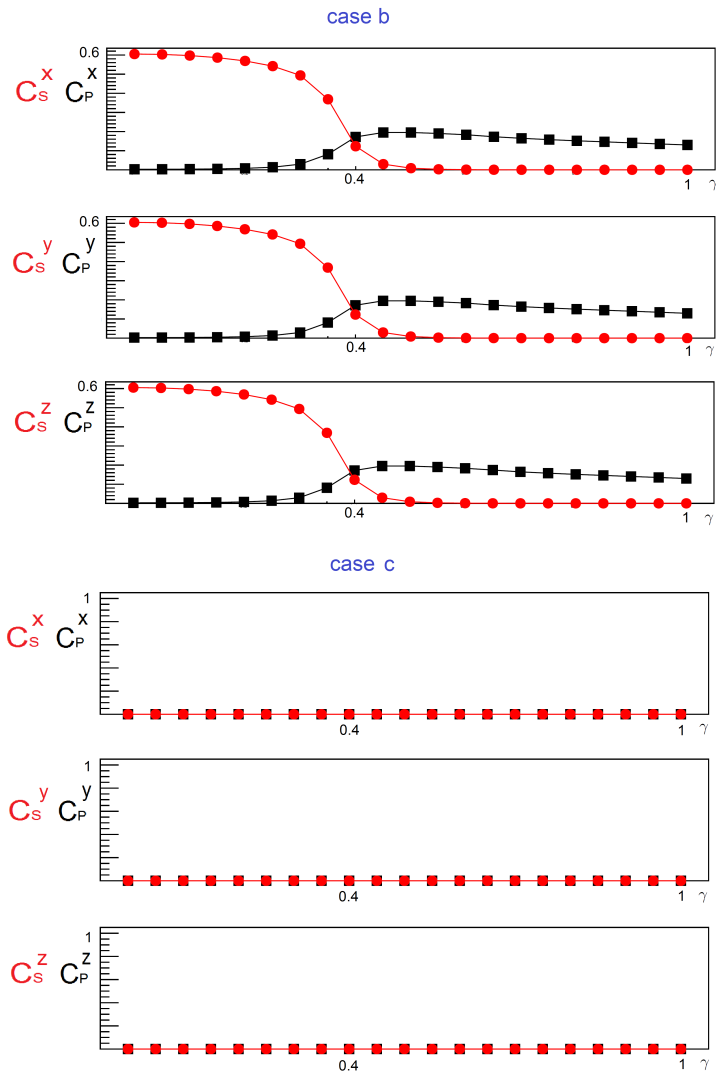 case b
0.6
C_S^x C_P^x
0.4
1
γ
0.6
C_S^y C_P^y
0.4
1
γ
0.6
C_S^z C_P^z
0.4
1
γ
case c
1
C_S^x C_P^x
0.4
1
γ
1
C_S^y C_P^y
0.4
1
γ
1
C_S^z C_P^z
0.4
1
γ